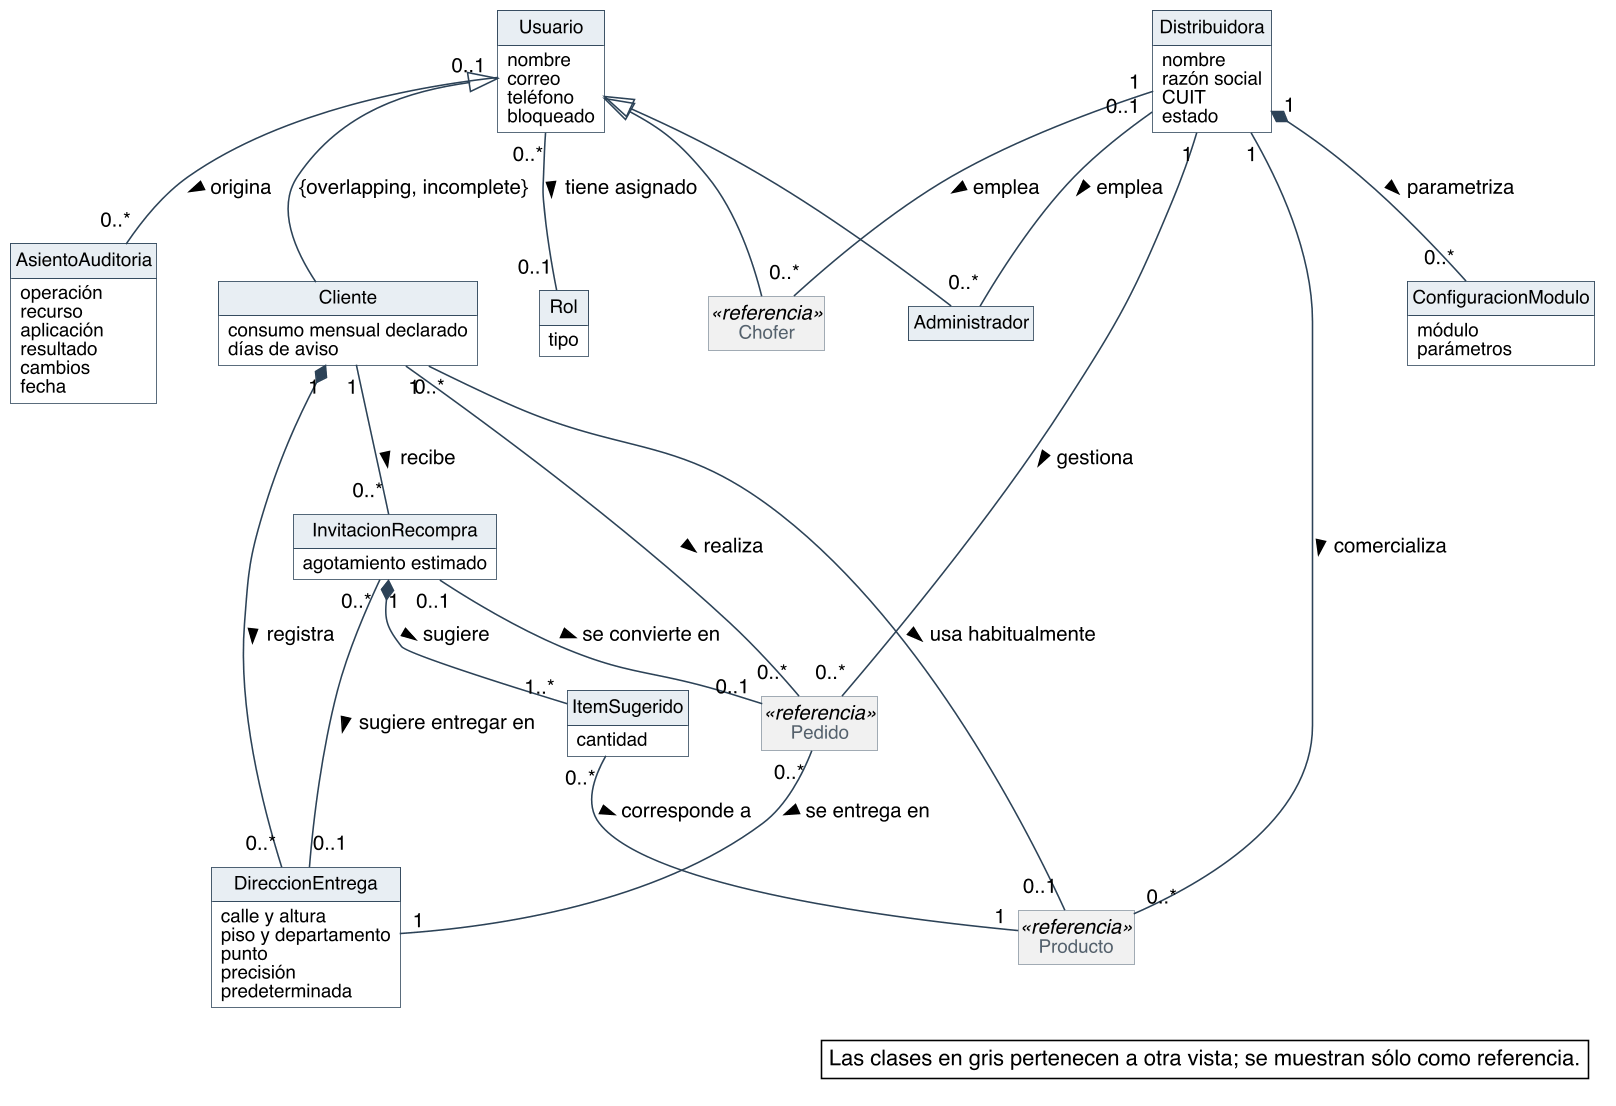 Usuario
nombre
correo
teléfono
bloqueado
Distribuidora
nombre
razón social
CUIT
estado
0..1
1
0..1
1
0..*
1
1
origina
{overlapping, incomplete}
tiene asignado
emplea
emplea
parametriza
0..*
0..1
0..*
0..*
0..*
AsientoAuditoria
operación
recurso
aplicación
resultado
cambios
fecha
Cliente
consumo mensual declarado
días de aviso
Rol
tipo
«referencia»
Chofer
Administrador
ConfiguracionModulo
módulo
parámetros
1
1
1
0..*
recibe
gestiona
0..*
InvitacionRecompra
agotamiento estimado
realiza
comercializa
0..*
1
0..1
registra
sugiere
se convierte en
usa habitualmente
1..*
0..1
0..*
0..*
ItemSugerido
cantidad
«referencia»
Pedido
sugiere entregar en
0..*
0..*
corresponde a
se entrega en
0..*
0..1
DireccionEntrega
calle y altura
piso y departamento
punto
precisión
predeterminada
1
1
0..1
0..*
«referencia»
Producto
Las clases en gris pertenecen a otra vista; se muestran sólo como referencia.